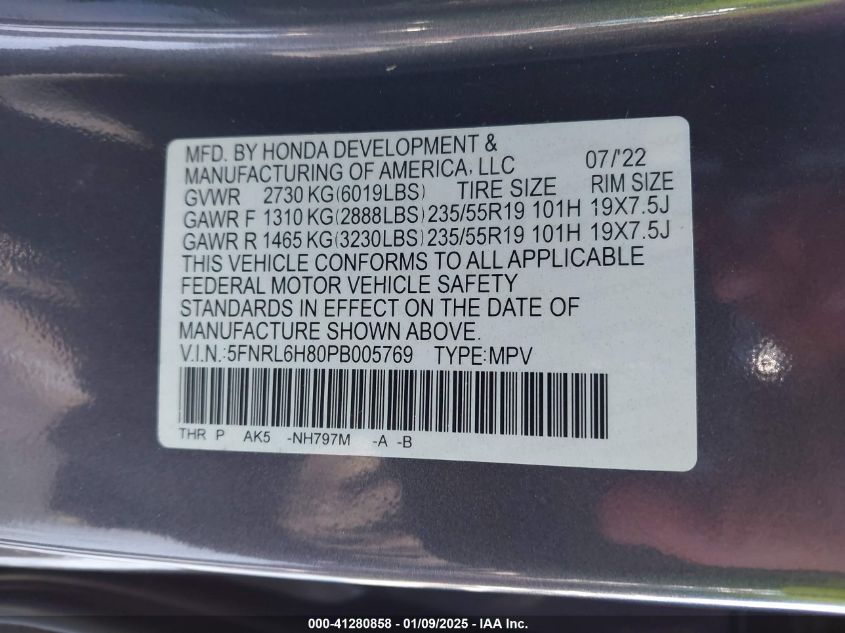 MFD. BY HONDA DEVELOPMENT &
MANUFACTURING OF AMERICA, LLC 07/'22
GVWR 2730 KG(6019LBS) TIRE SIZE RIM SIZE
GAWR F 1310 KG(2888LBS) 235/55R19 101H 19X7.5J
GAWR R 1465 KG(3230LBS) 235/55R19 101H 19X7.5J
THIS VEHICLE CONFORMS TO ALL APPLICABLE
FEDERAL MOTOR VEHICLE SAFETY
STANDARDS IN EFFECT ON THE DATE OF
MANUFACTURE SHOWN ABOVE.
V.I.N.:5FNRL6H80PB005769 TYPE:MPV
THR P AK5 -NH797M -A -B
000-41280858 — 01/09/2025 — IAA Inc.